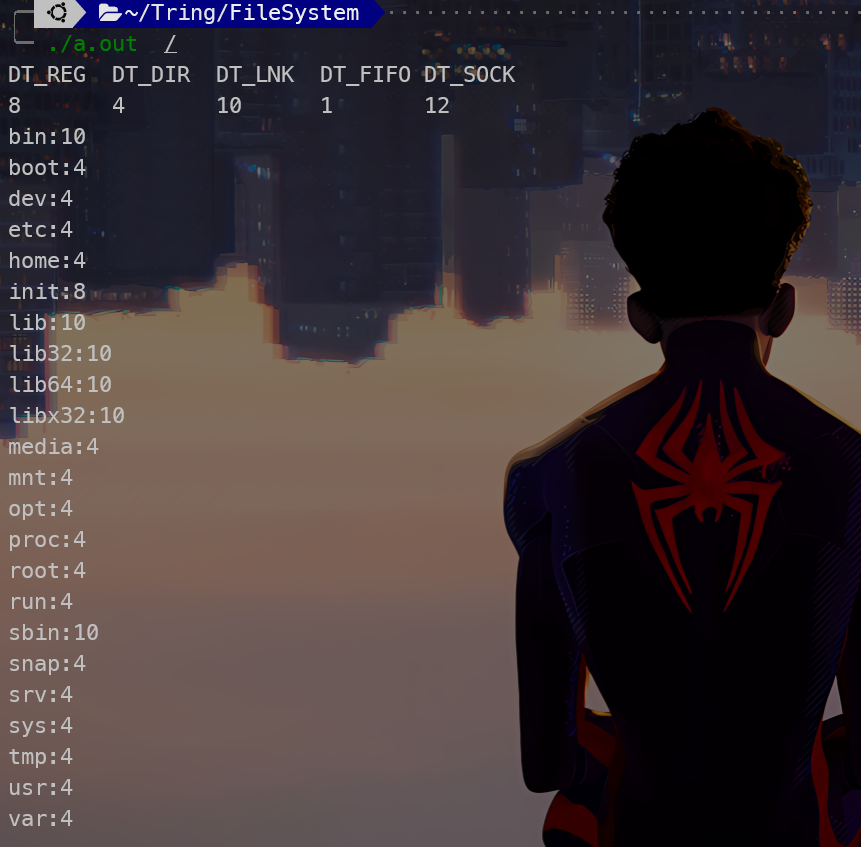 ~/Tring/FileSystem
./a.out /
DT_REG DT_DIR DT_LNK DT_FIFO DT_SOCK
8 4 10 1 12
bin:10
boot:4
dev:4
etc:4
home:4
init:8
lib:10
lib32:10
lib64:10
libx32:10
media:4
mnt:4
opt:4
proc:4
root:4
run:4
sbin:10
snap:4
srv:4
sys:4
tmp:4
usr:4
var:4